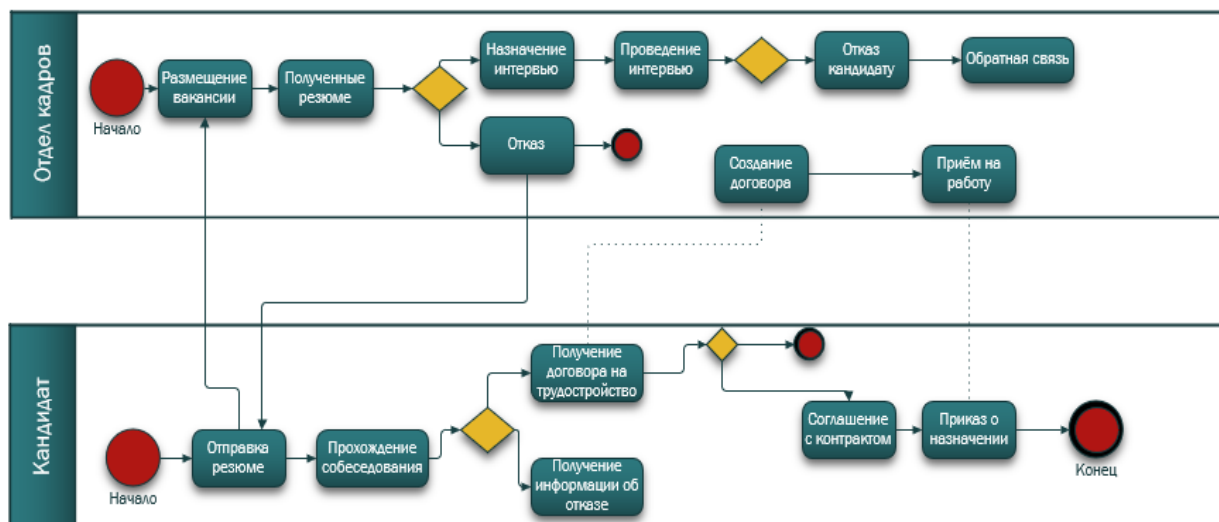 Отдел кадров
Начало
Размещение
вакансии
Полученные
резюме
Назначение
интервью
Проведение
интервью
Отказ
кандидату
Обратная связь
Отказ
Создание
договора
Приём на
работу
Кандидат
Начало
Отправка
резюме
Прохождение
собеседования
Получение
договора на
трудостройство
Получение
информации об
отказе
Соглашение
с контрактом
Приказ о
назначении
Конец